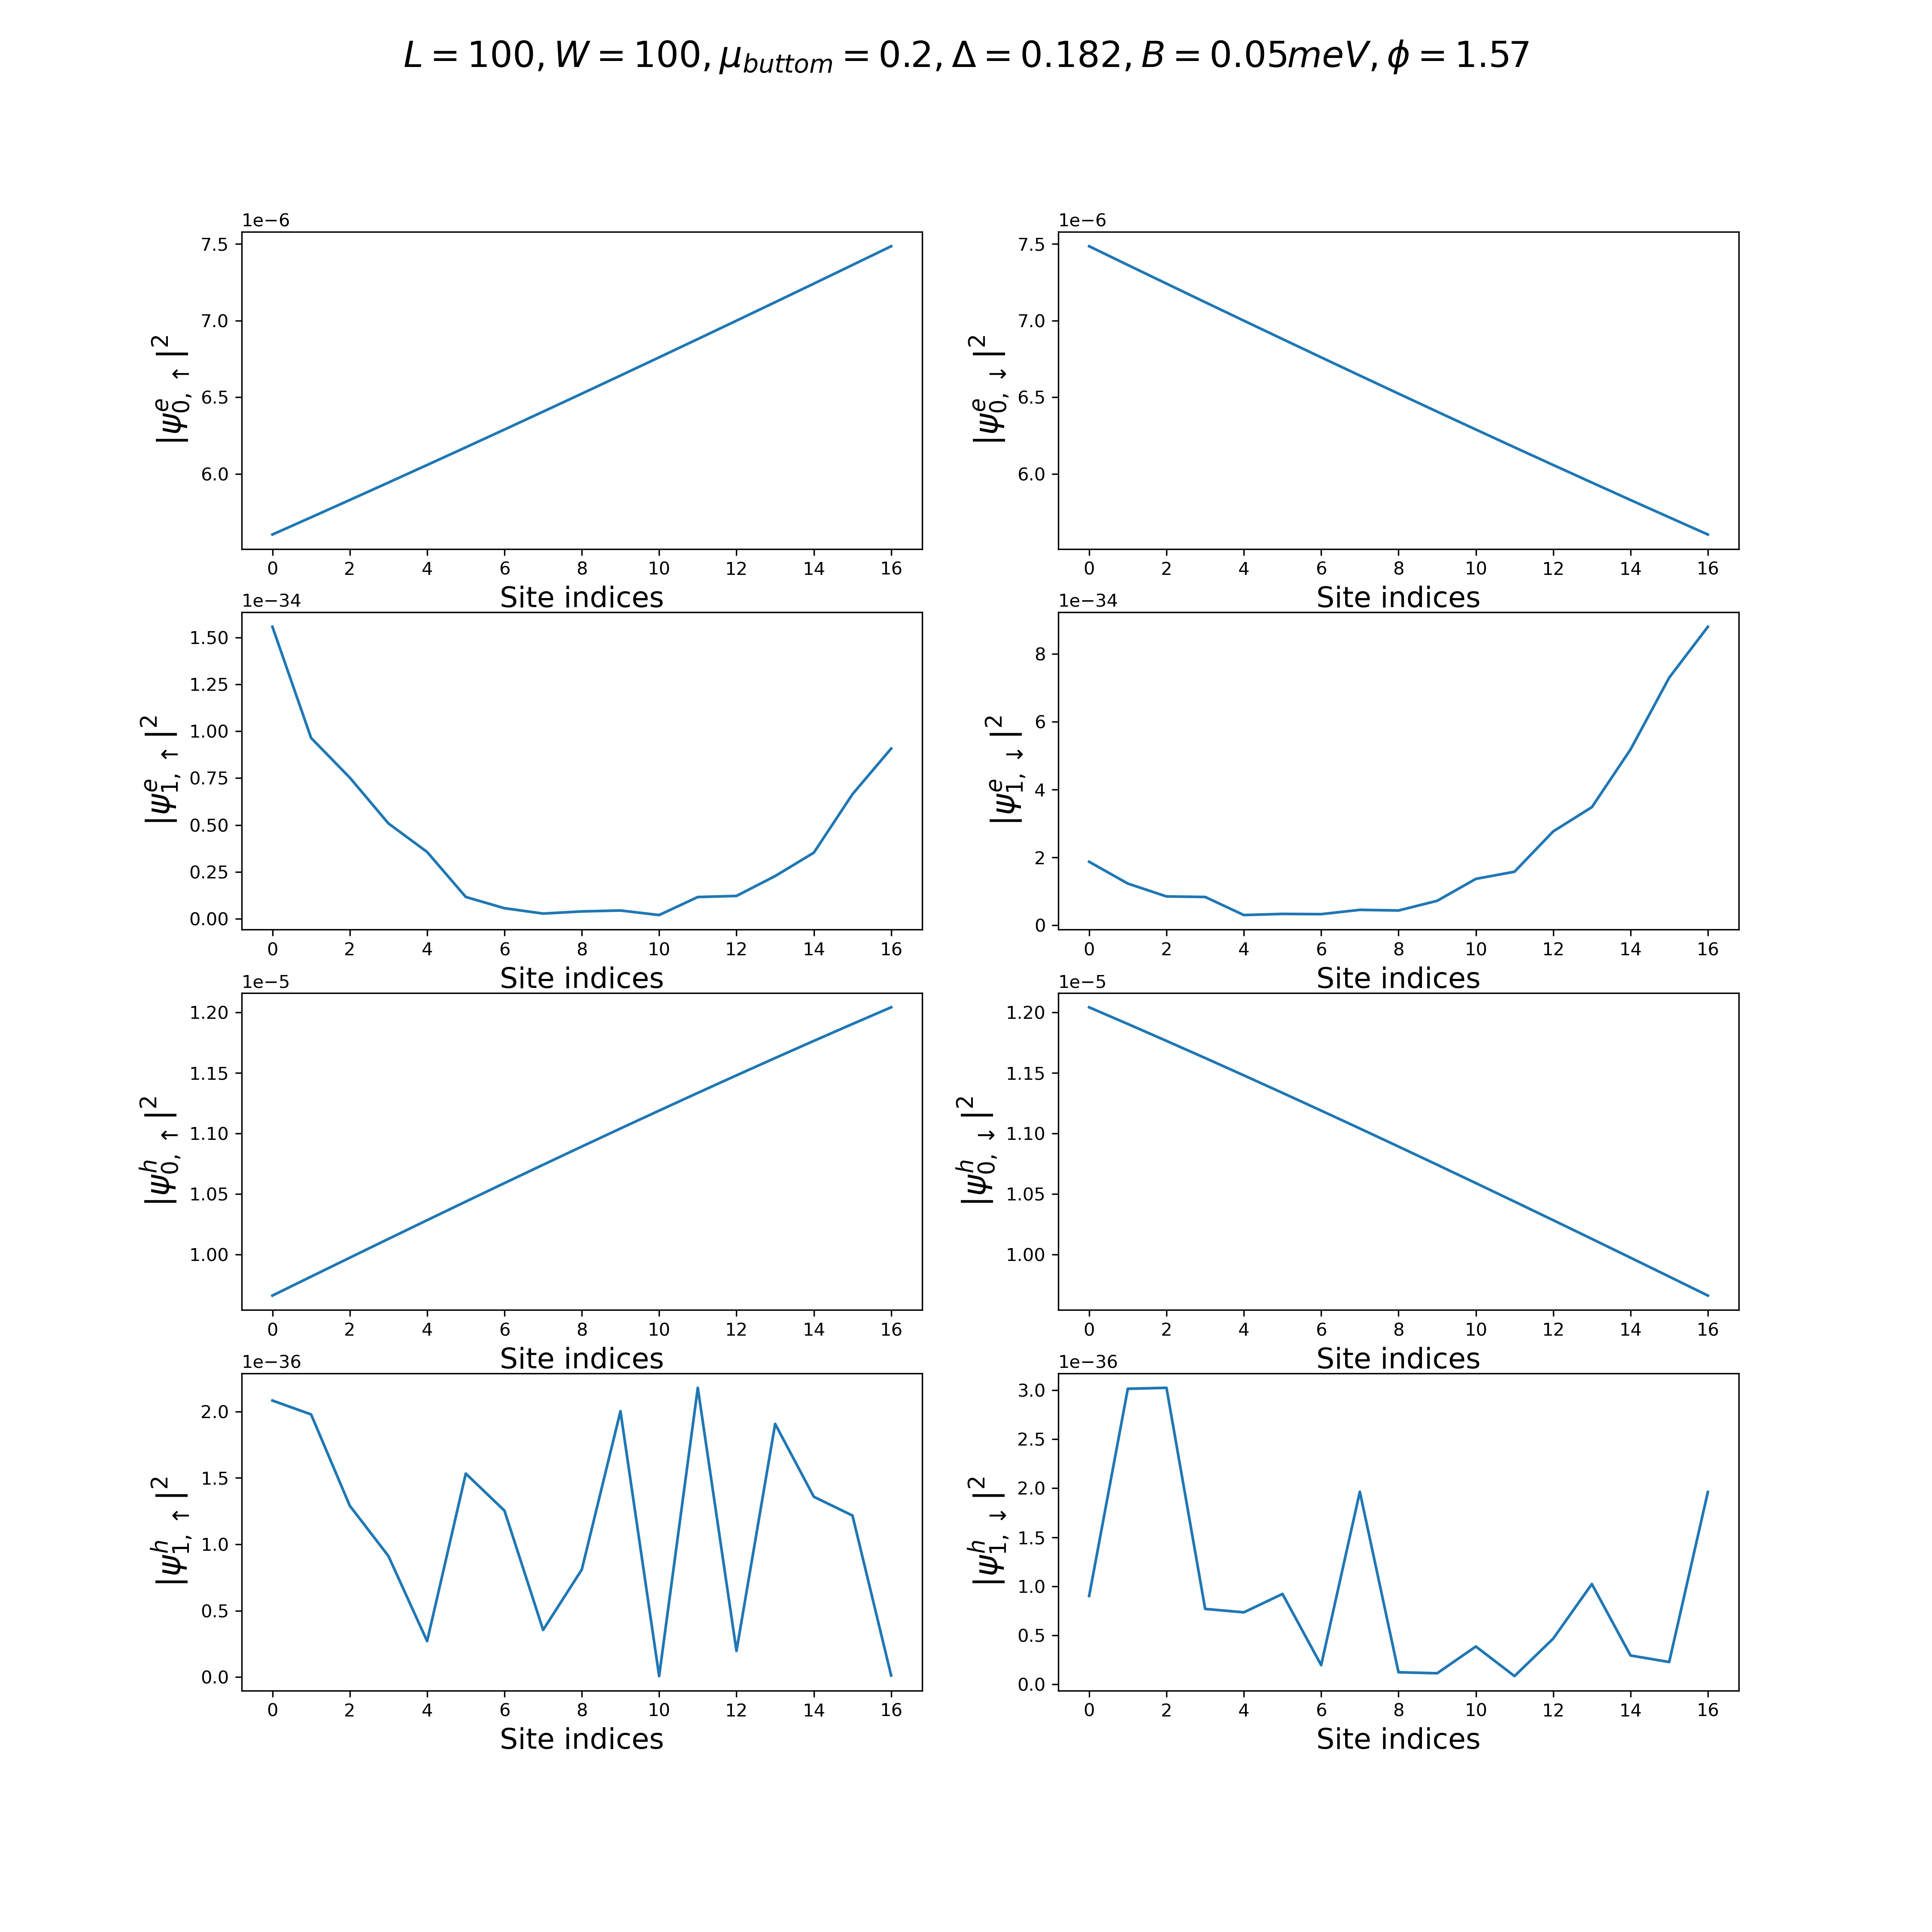 L = 100, W = 100, μ_buttom = 0.2, Δ = 0.182, B = 0.05meV, ϕ = 1.57
1e−6
7.5
7.0
6.5
6.0
|ψ^e_{0,↑}|^2
0 2 4 6 8 10 12 14 16
Site indices
1e−6
7.5
7.0
6.5
6.0
|ψ^e_{0,↓}|^2
0 2 4 6 8 10 12 14 16
Site indices
1e−34
1.50
1.25
1.00
0.75
0.50
0.25
0.00
|ψ^e_{1,↑}|^2
0 2 4 6 8 10 12 14 16
Site indices
1e−34
8
6
4
2
0
|ψ^e_{1,↓}|^2
0 2 4 6 8 10 12 14 16
Site indices
1e−5
1.20
1.15
1.10
1.05
1.00
|ψ^h_{0,↑}|^2
0 2 4 6 8 10 12 14 16
Site indices
1e−5
1.20
1.15
1.10
1.05
1.00
|ψ^h_{0,↓}|^2
0 2 4 6 8 10 12 14 16
Site indices
1e−36
2.0
1.5
1.0
0.5
0.0
|ψ^h_{1,↑}|^2
0 2 4 6 8 10 12 14 16
Site indices
1e−36
3.0
2.5
2.0
1.5
1.0
0.5
0.0
|ψ^h_{1,↓}|^2
0 2 4 6 8 10 12 14 16
Site indices